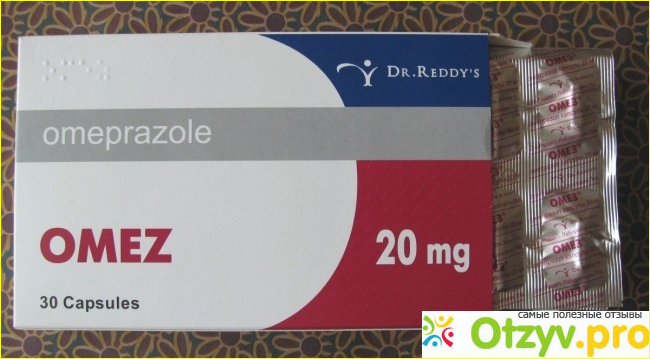 DR.REDDY'S
omeprazole
OMEZ
20 mg
30 Capsules
OMEZ
OMEZ
OMEZ
самые полезные отзывы
Otzyv.pro